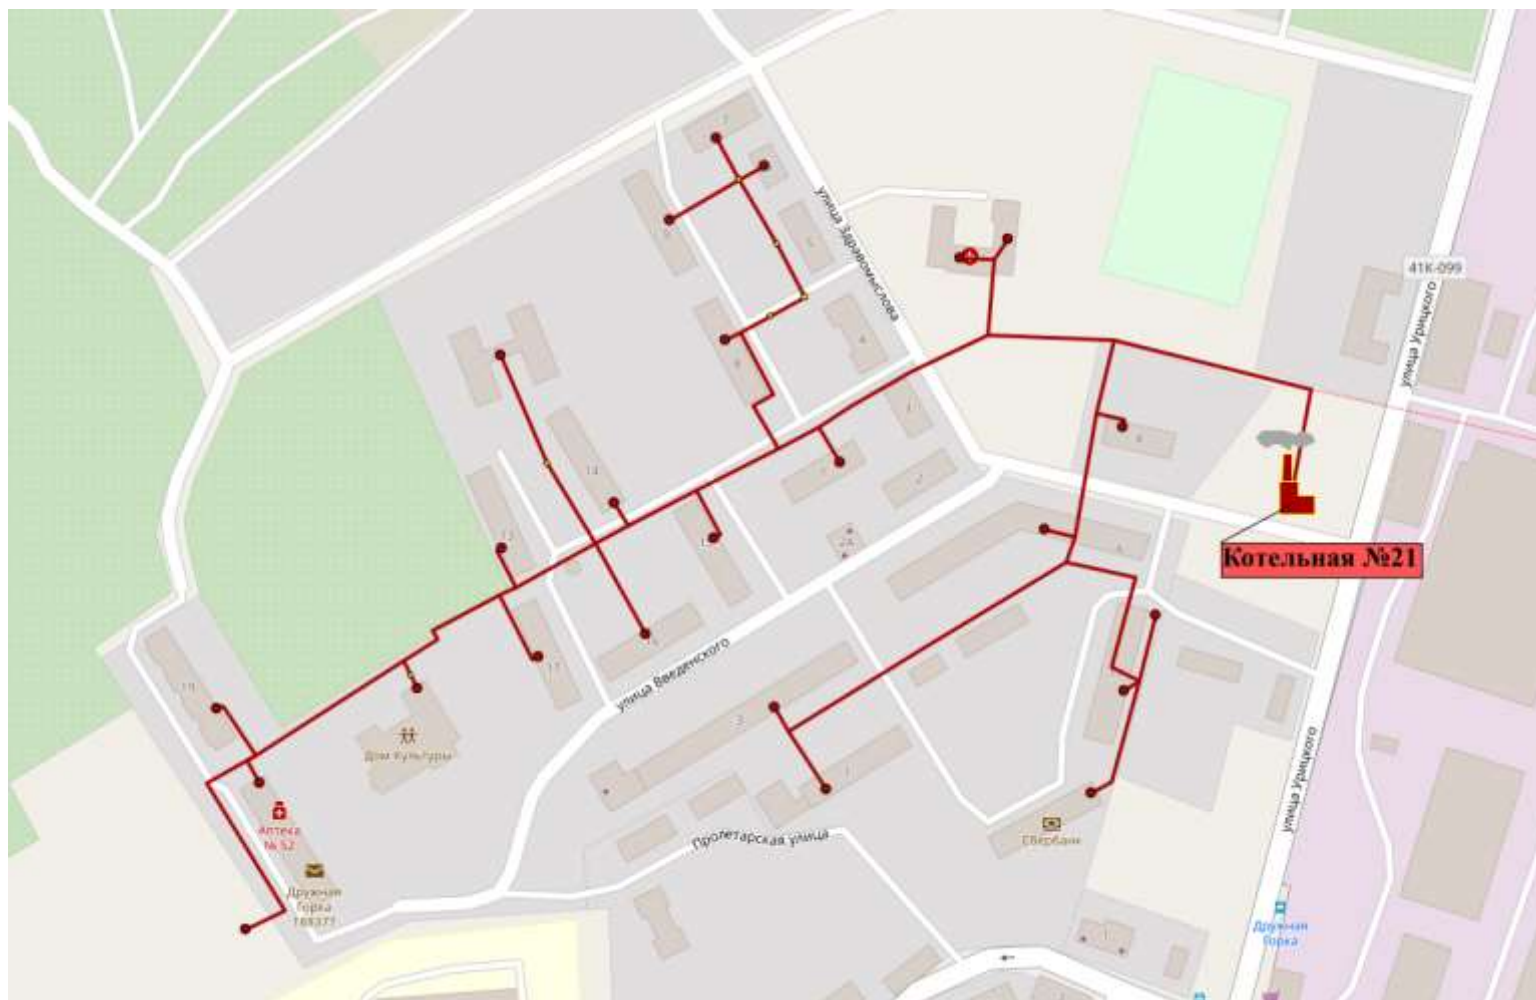 улица Здравомыслова
41К-099
улица Урицкого
Котельная №21
улица Введенского
Дом Культуры
Аптека
№ 52
Дружная
Горка
188377
Пролетарская улица
Сбербанк
улица Урицкого
Дружная
Горка